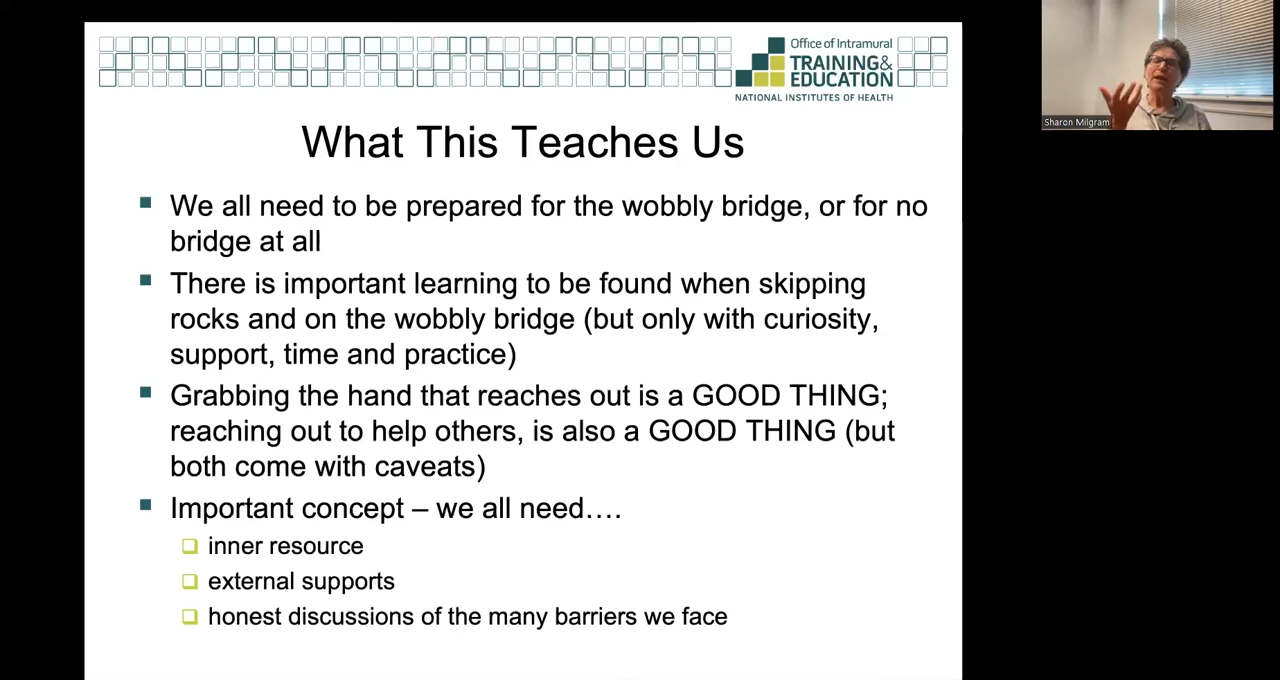 Office of Intramural
TRAINING&
EDUCATION
NATIONAL INSTITUTES OF HEALTH
Sharon Milgram
What This Teaches Us
We all need to be prepared for the wobbly bridge, or for no
bridge at all
There is important learning to be found when skipping
rocks and on the wobbly bridge (but only with curiosity,
support, time and practice)
Grabbing the hand that reaches out is a GOOD THING;
reaching out to help others, is also a GOOD THING (but
both come with caveats)
Important concept – we all need….
inner resource
external supports
honest discussions of the many barriers we face